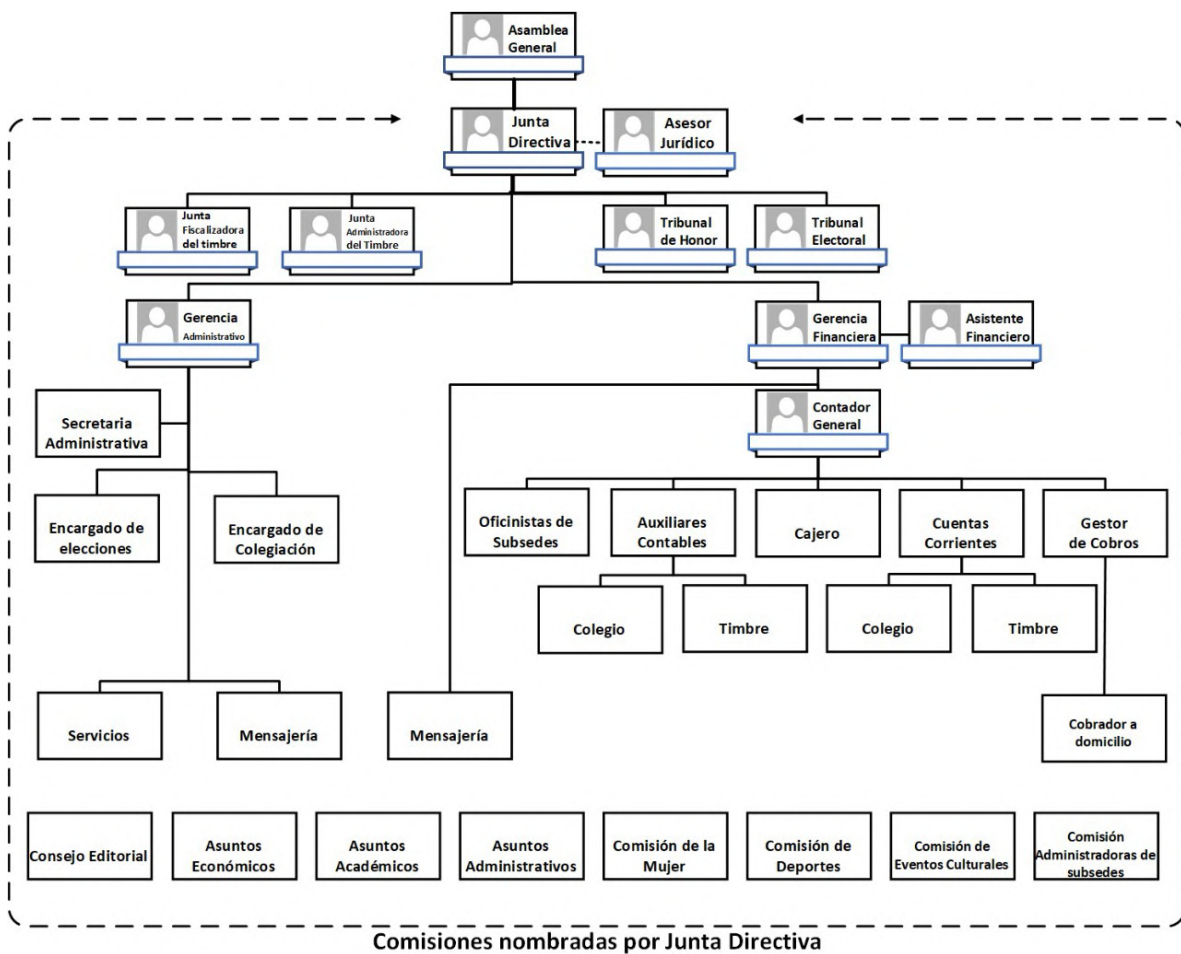 Asamblea
General
Junta
Directiva
Asesor
Jurídico
Junta
Fiscalizadora
del timbre
Junta
Administradora
del Timbre
Tribunal
de Honor
Tribunal
Electoral
Gerencia
Administrativo
Gerencia
Financiera
Asistente
Financiero
Secretaria
Administrativa
Contador
General
Encargado de
elecciones
Encargado de
Colegiación
Oficinistas de
Subsedes
Auxiliares
Contables
Cajero
Cuentas
Corrientes
Gestor
de Cobros
Colegio
Timbre
Colegio
Timbre
Servicios
Mensajería
Mensajería
Cobrador a
domicilio
Consejo Editorial
Asuntos
Económicos
Asuntos
Académicos
Asuntos
Administrativos
Comisión de la
Mujer
Comisión de
Deportes
Comisión de
Eventos Culturales
Comisión
Administradoras de
subsedes
Comisiones nombradas por Junta Directiva